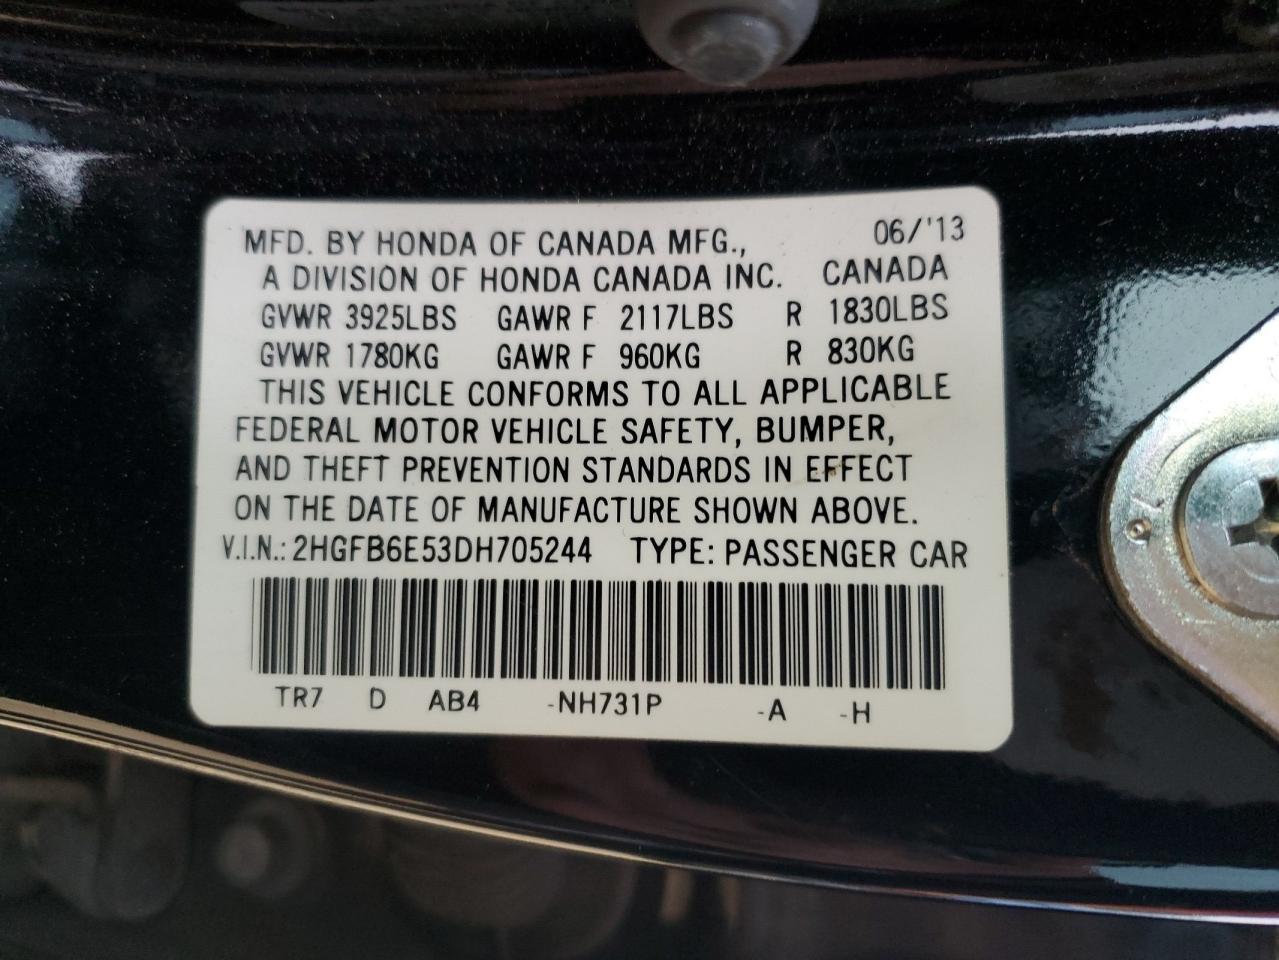 MFD. BY HONDA OF CANADA MFG., 06/'13
A DIVISION OF HONDA CANADA INC. CANADA
GVWR 3925LBS GAWR F 2117LBS R 1830LBS
GVWR 1780KG GAWR F 960KG R 830KG
THIS VEHICLE CONFORMS TO ALL APPLICABLE
FEDERAL MOTOR VEHICLE SAFETY, BUMPER,
AND THEFT PREVENTION STANDARDS IN EFFECT
ON THE DATE OF MANUFACTURE SHOWN ABOVE.
V.I.N.: 2HGFB6E53DH705244 TYPE: PASSENGER CAR
TR7 D AB4 -NH731P -A -H